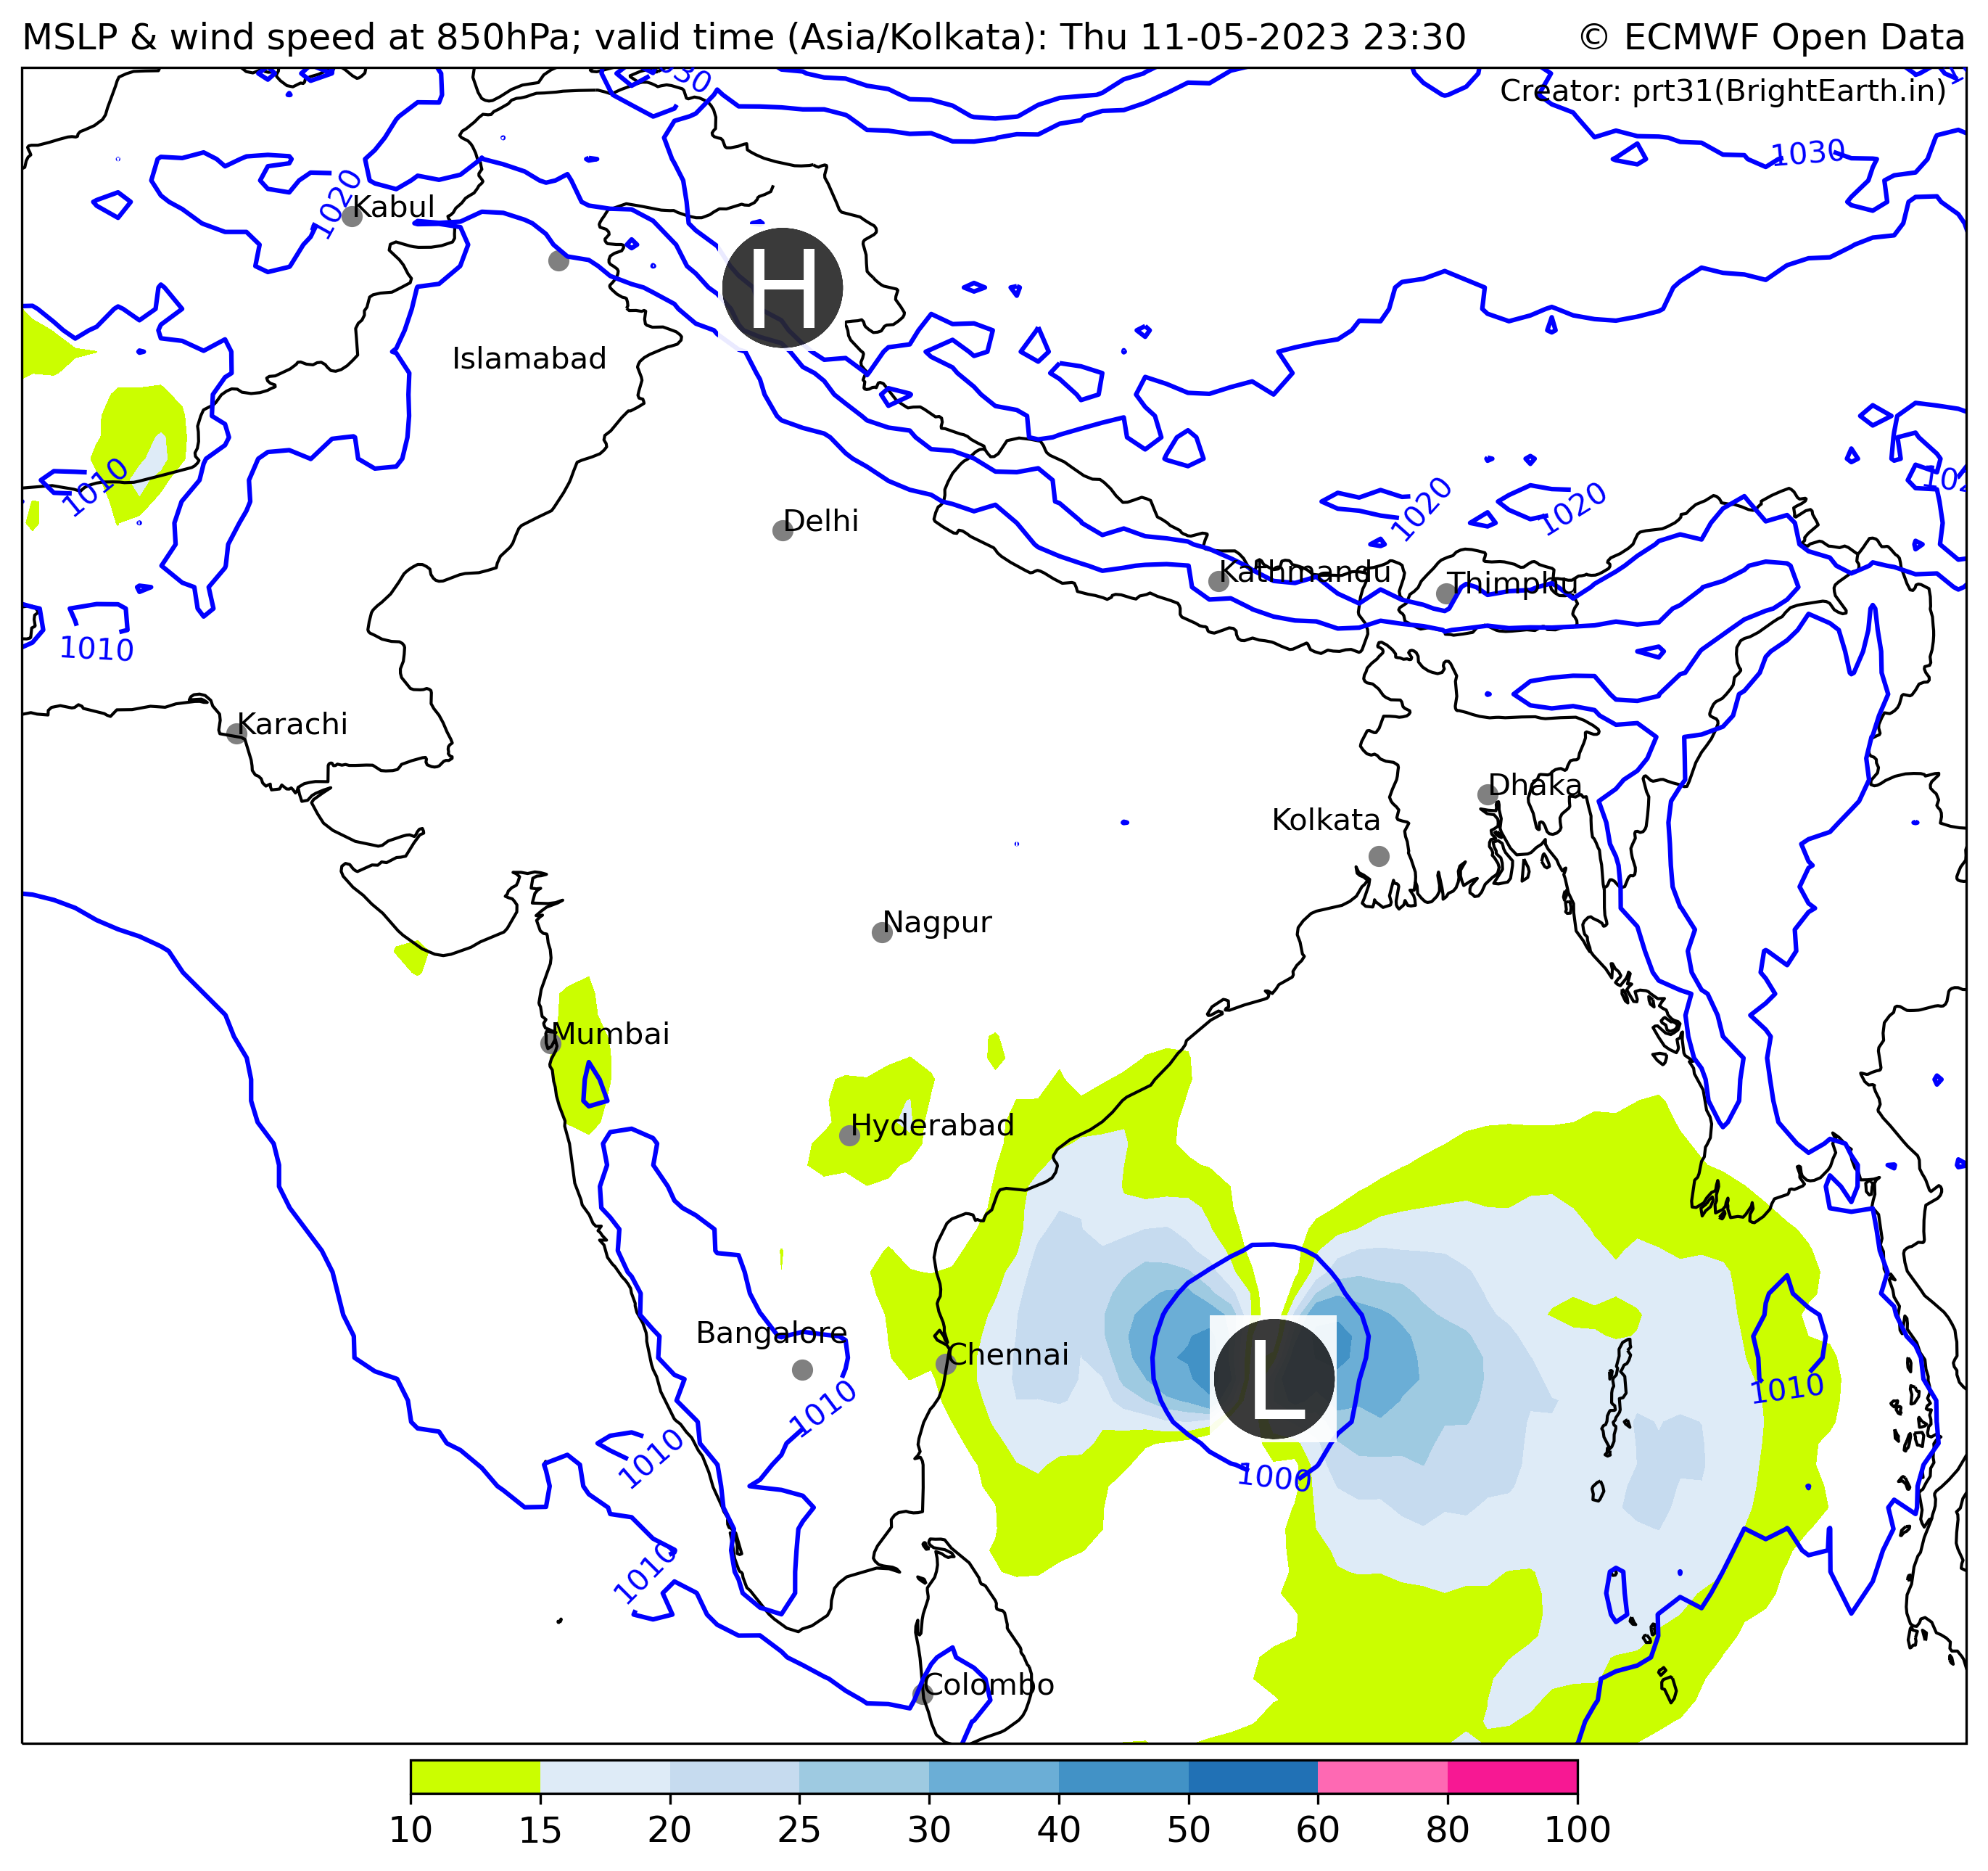 MSLP & wind speed at 850hPa; valid time (Asia/Kolkata): Thu 11-05-2023 23:30
© ECMWF Open Data
Creator: prt31(BrightEarth.in)
1030
1020
Kabul
H
Islamabad
1010
Delhi
1020
1020
Kathmandu
Thimphu
1010
Karachi
Dhaka
Kolkata
Nagpur
Mumbai
Hyderabad
Bangalore
Chennai
L
1010
1010
1010
1000
1010
Colombo
10 15 20 25 30 40 50 60 80 100